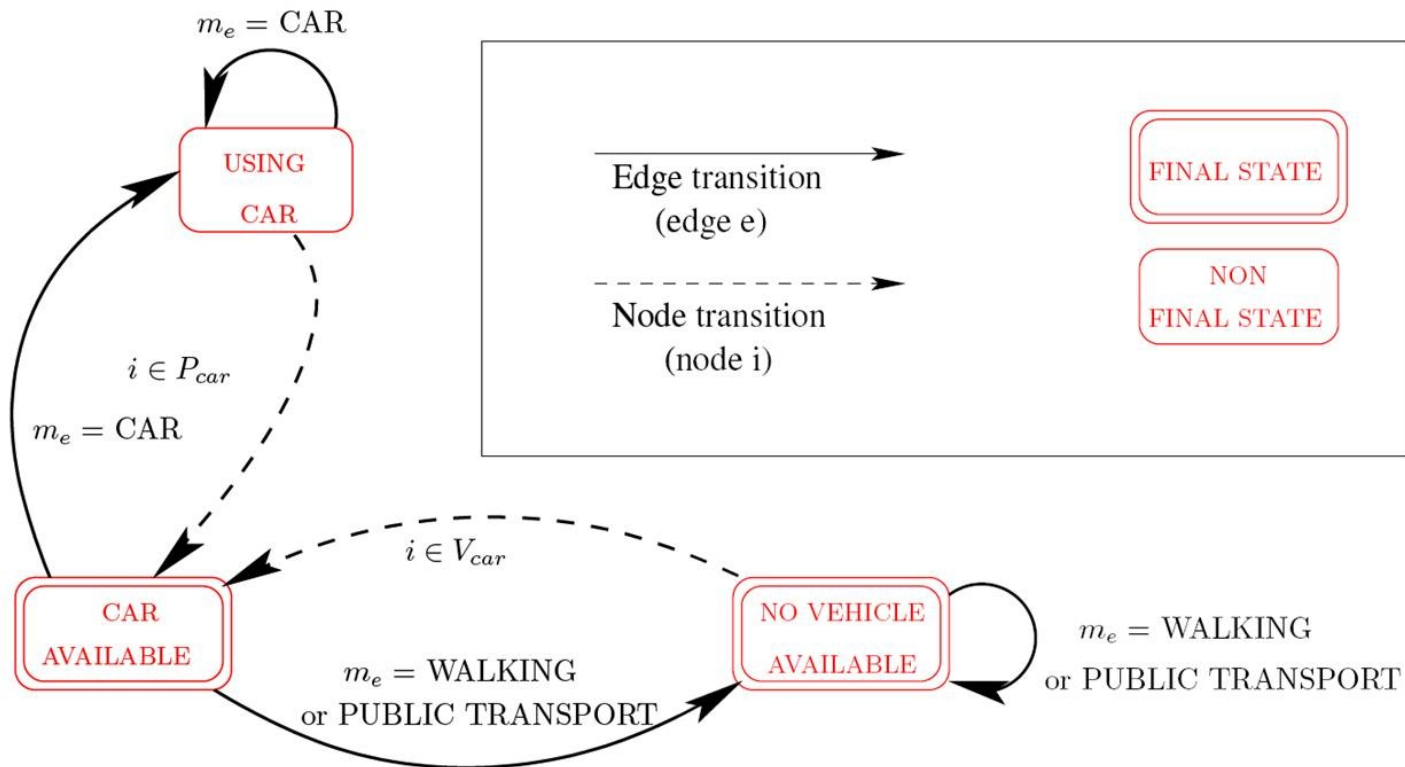 m_e = CAR
USING
CAR
i ∈ P_car
m_e = CAR
Edge transition
(edge e)
Node transition
(node i)
FINAL STATE
NON
FINAL STATE
i ∈ V_car
CAR
AVAILABLE
m_e = WALKING
or PUBLIC TRANSPORT
NO VEHICLE
AVAILABLE
m_e = WALKING
or PUBLIC TRANSPORT